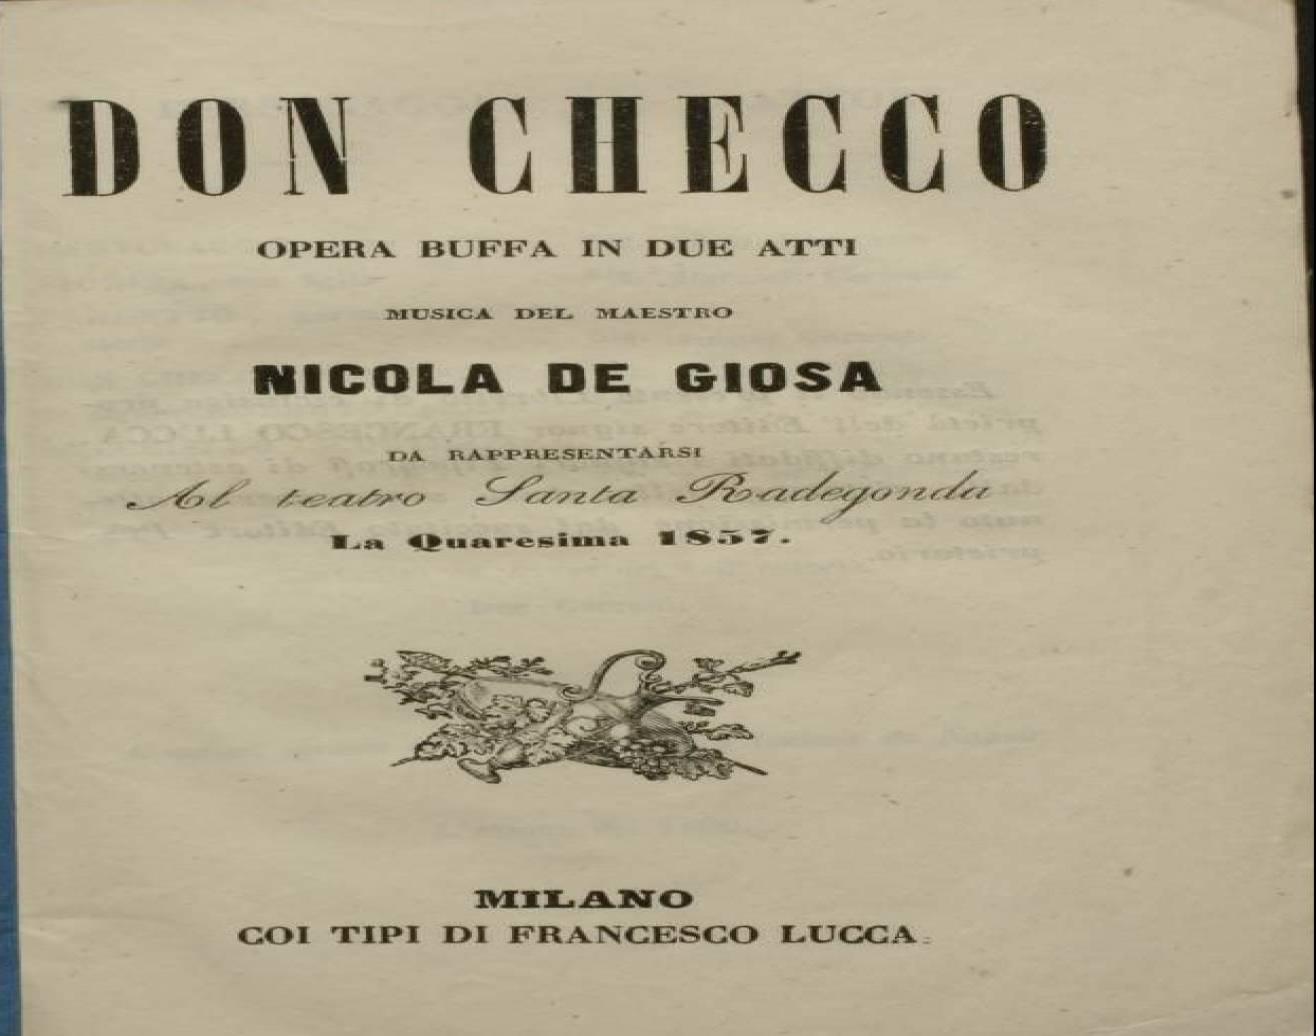 DON CHECCO
OPERA BUFFA IN DUE ATTI
MUSICA DEL MAESTRO
NICOLA DE GIOSA
DA RAPPRESENTARSI
Al teatro Santa Radegonda
La Quaresima 1857.
MILANO
COI TIPI DI FRANCESCO LUCCA.